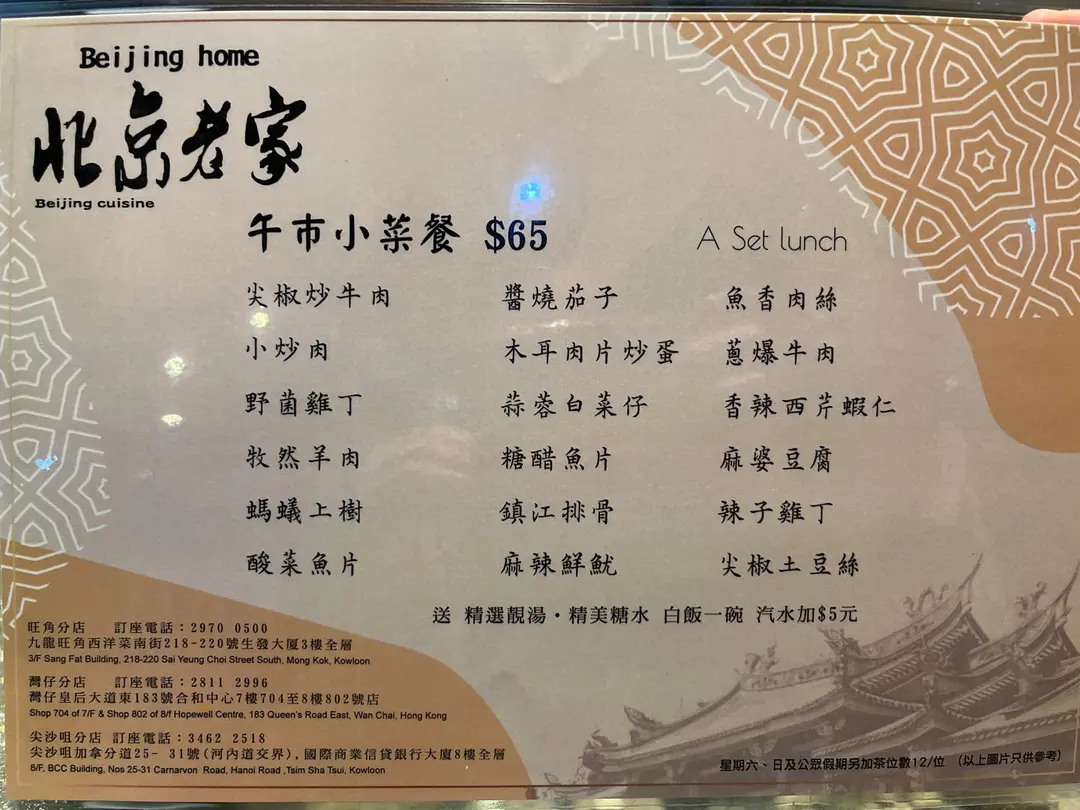 Beijing home
北京老家
Beijing cuisine
午市小菜餐 $65
A Set lunch
尖椒炒牛肉 醬燒茄子 魚香肉絲
小炒肉 木耳肉片炒蛋 蔥爆牛肉
野菌雞丁 蒜蓉白菜仔 香辣西芹蝦仁
牧然羊肉 糖醋魚片 麻婆豆腐
螞蟻上樹 鎮江排骨 辣子雞丁
酸菜魚片 麻辣鮮魷 尖椒土豆絲
送 精選靚湯·精美糖水 白飯一碗 汽水加$5元
旺角分店 訂座電話：2970 0500
九龍旺角西洋菜南街218-220號生發大厦3樓全層
3/F Sang Fat Building, 218-220 Sai Yeung Choi Street South, Mong Kok, Kowloon
灣仔分店 訂座電話：2811 2996
灣仔皇后大道東183號合和中心7樓704至8樓802號店
Shop 704 of 7/F & Shop 802 of 8/f Hopewell Centre, 183 Queen's Road East, Wan Chai, Hong Kong
尖沙咀分店 訂座電話：3462 2518
尖沙咀加拿分道25- 31號(河內道交界),國際商業信貸銀行大廈8樓全層
8/F, BCC Building, Nos 25-31 Carnarvon Road, Hanoi Road ,Tsim Sha Tsui, Kowloon
星期六、日及公眾假期另加茶位數12/位 （以上圖片只供參考）